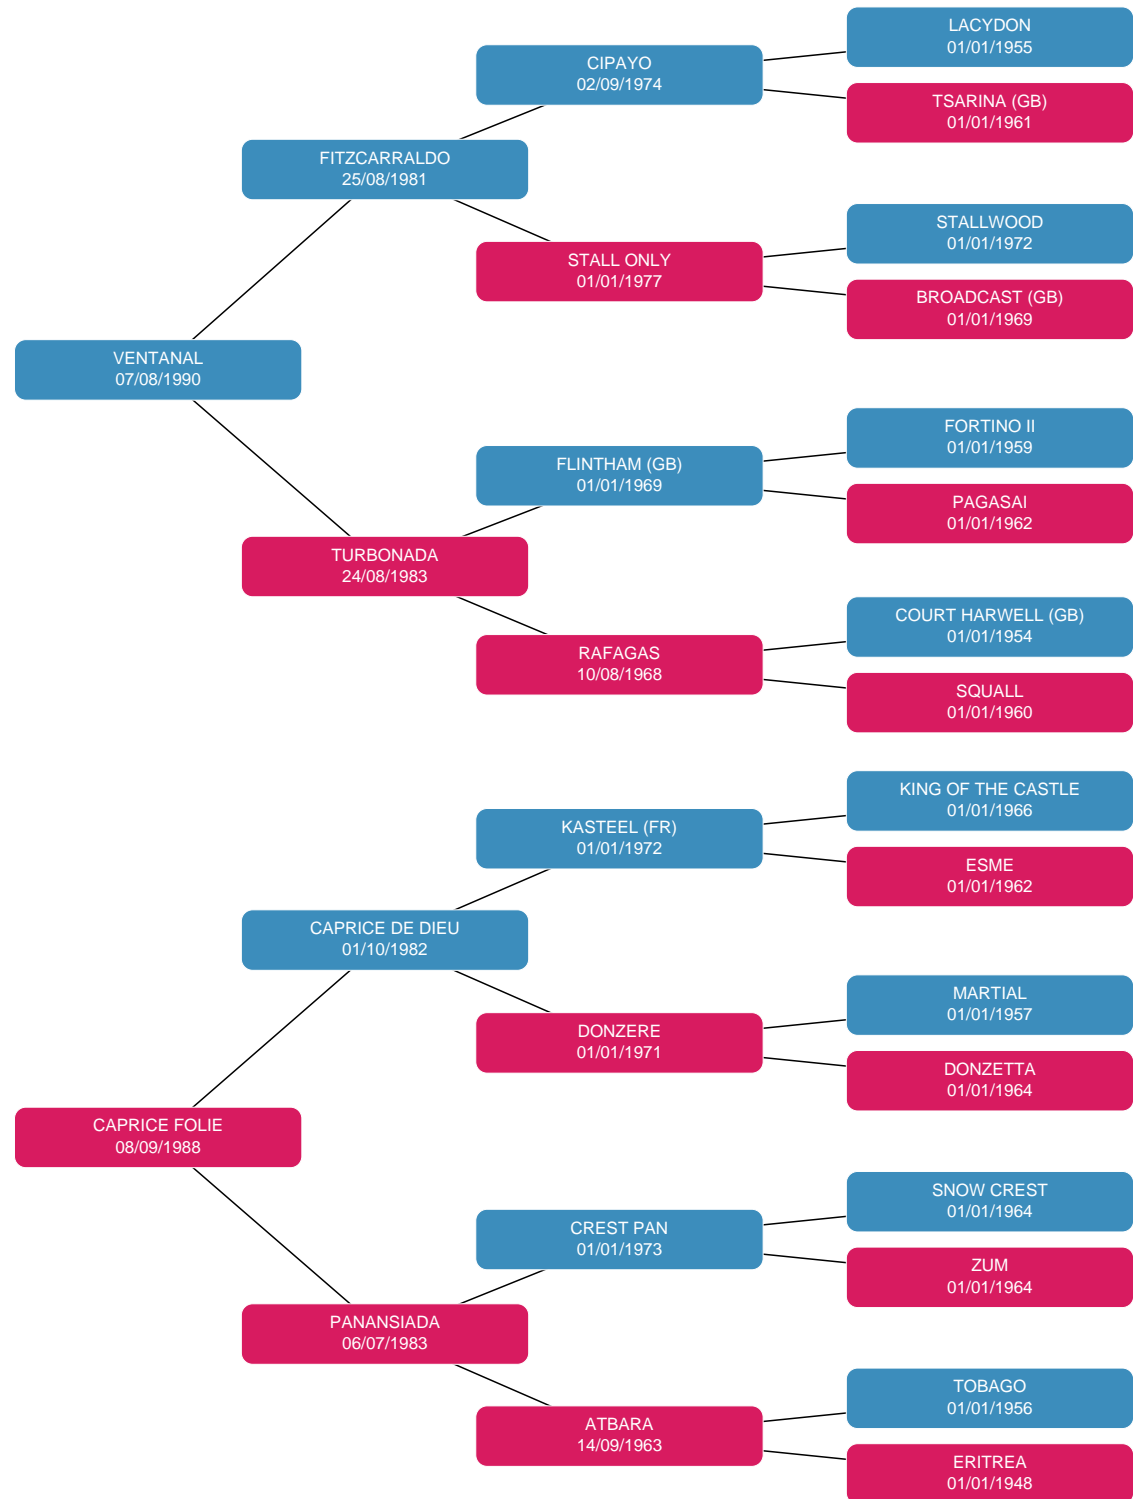 LACYDON
01/01/1955
CIPAYO
02/09/1974
TSARINA (GB)
01/01/1961
FITZCARRALDO
25/08/1981
STALLWOOD
01/01/1972
STALL ONLY
01/01/1977
BROADCAST (GB)
01/01/1969
VENTANAL
07/08/1990
FORTINO II
01/01/1959
FLINTHAM (GB)
01/01/1969
PAGASAI
01/01/1962
TURBONADA
24/08/1983
COURT HARWELL (GB)
01/01/1954
RAFAGAS
10/08/1968
SQUALL
01/01/1960
KING OF THE CASTLE
01/01/1966
KASTEEL (FR)
01/01/1972
ESME
01/01/1962
CAPRICE DE DIEU
01/10/1982
MARTIAL
01/01/1957
DONZERE
01/01/1971
DONZETTA
01/01/1964
CAPRICE FOLIE
08/09/1988
SNOW CREST
01/01/1964
CREST PAN
01/01/1973
ZUM
01/01/1964
PANANSIADA
06/07/1983
TOBAGO
01/01/1956
ATBARA
14/09/1963
ERITREA
01/01/1948